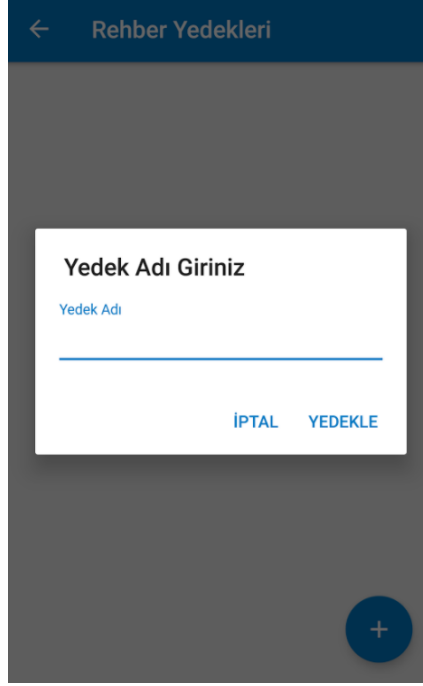 Rehber Yedekleri
Yedek Adı Giriniz
Yedek Adı
İPTAL YEDEKLE